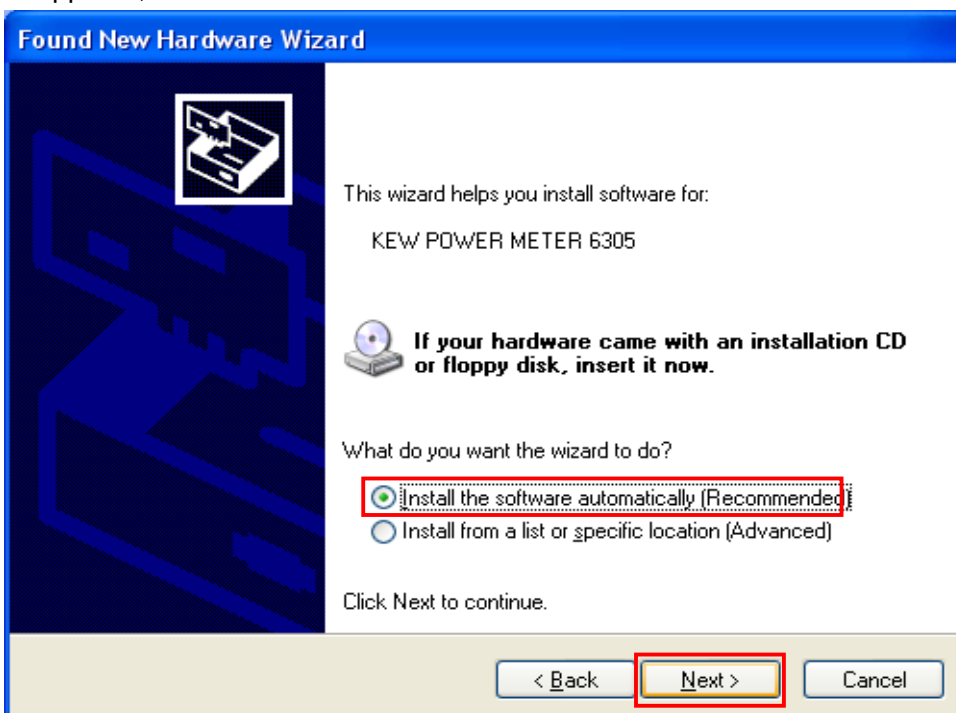 Found New Hardware Wizard
This wizard helps you install software for:
KEW POWER METER 6305
If your hardware came with an installation CD
or floppy disk, insert it now.
What do you want the wizard to do?
Install the software automatically (Recommended)
Install from a list or specific location (Advanced)
Click Next to continue.
< Back
Next >
Cancel